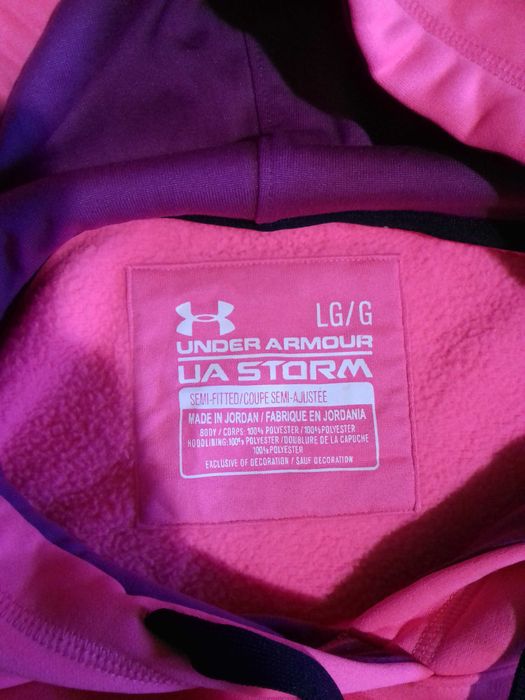 LG/G
UNDER ARMOUR
UA STORM
SEMI-FITTED/COUPE SEMI-AJUSTEE
MADE IN JORDAN / FABRIQUE EN JORDANIA
BODY / CORPS: 100% POLYESTER / 100% POLYESTER
HOODLINING: 100% POLYESTER / DOUBLURE DE LA CAPUCHE
100% POLYESTER
EXCLUSIVE OF DECORATION / SAUF DECORATION